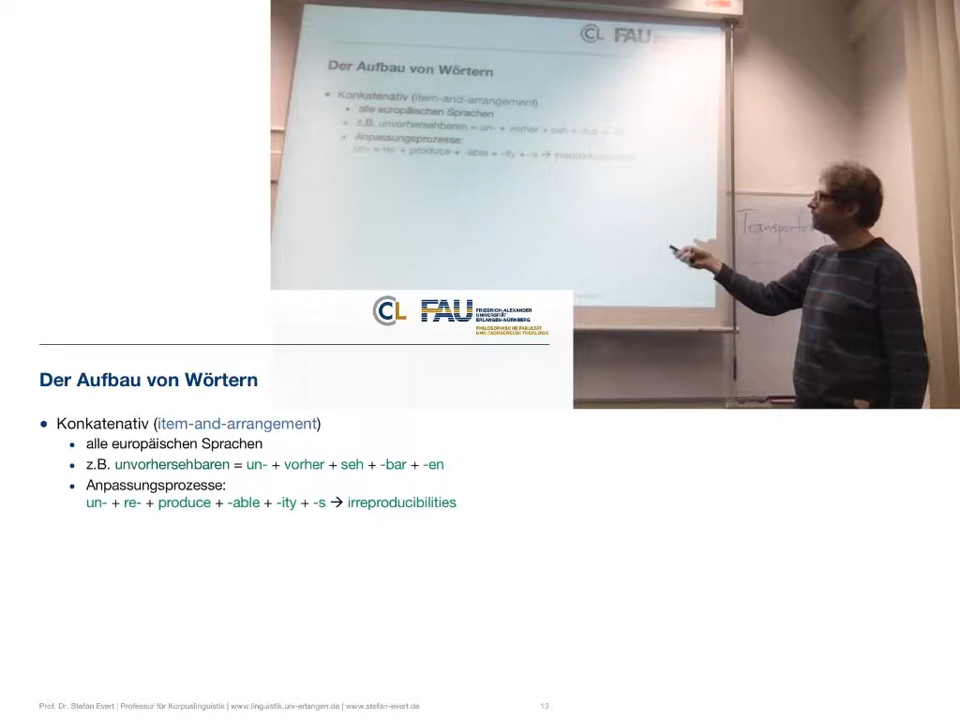 CL FAU
Der Aufbau von Wörtern
• Konkatenativ (item-and-arrangement)
• alle europäischen Sprachen
• z.B. unvorhersehbaren = un- + vorher + seh + -bar + -en
• Anpassungsprozesse:
un- + re- + produce + -able + -ity + -s → irreproducibilities
CL FAU FRIEDRICH-ALEXANDER
UNIVERSITÄT
ERLANGEN-NÜRNBERG
PHILOSOPHISCHE FAKULTÄT
UND FACHBEREICH THEOLOGIE
Der Aufbau von Wörtern
• Konkatenativ (item-and-arrangement)
• alle europäischen Sprachen
• z.B. unvorhersehbaren = un- + vorher + seh + -bar + -en
• Anpassungsprozesse:
un- + re- + produce + -able + -ity + -s → irreproducibilities
Prof. Dr. Stefan Evert | Professur für Korpuslinguistik | www.linguistik.uni-erlangen.de | www.stefan-evert.de 13